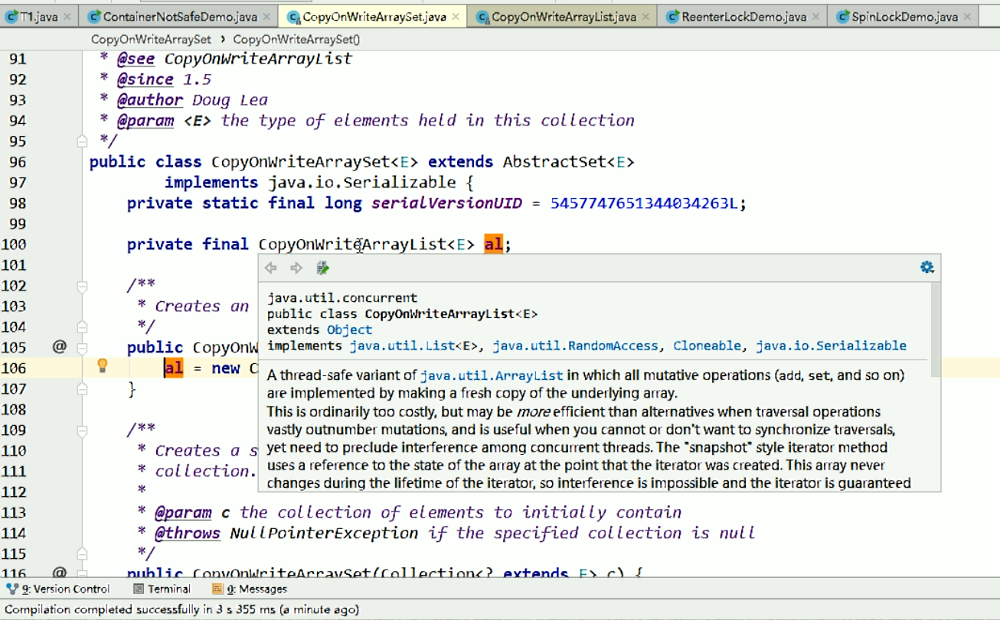 T1.java ContainerNotSafeDemo.java CopyOnWriteArraySet.java CopyOnWriteArrayList.java ReenterLockDemo.java SpinLockDemo.java
CopyOnWriteArraySet › CopyOnWriteArraySet()
91 * @see CopyOnWriteArrayList
92 * @since 1.5
93 * @author Doug Lea
94 * @param <E> the type of elements held in this collection
95 */
96 public class CopyOnWriteArraySet<E> extends AbstractSet<E>
97 implements java.io.Serializable {
98 private static final long serialVersionUID = 5457747651344034263L;
99
100 private final CopyOnWriteArrayList<E> al;
101
102 /**
103 * Creates an
104 */
105 @ public CopyOnW
106 al = new C
107 }
108
109 /**
110 * Creates a s
111 * collection.
112 *
113 * @param c the collection of elements to initially contain
114 * @throws NullPointerException if the specified collection is null
115 */
116 @ public CopyOnWriteArraySet(Collection<? extends E> c) {
java.util.concurrent
public class CopyOnWriteArrayList<E>
extends Object
implements java.util.List<E>, java.util.RandomAccess, Cloneable, java.io.Serializable
A thread-safe variant of java.util.ArrayList in which all mutative operations (add, set, and so on)
are implemented by making a fresh copy of the underlying array.
This is ordinarily too costly, but may be more efficient than alternatives when traversal operations
vastly outnumber mutations, and is useful when you cannot or don't want to synchronize traversals,
yet need to preclude interference among concurrent threads. The "snapshot" style iterator method
uses a reference to the state of the array at the point that the iterator was created. This array never
changes during the lifetime of the iterator, so interference is impossible and the iterator is guaranteed
9: Version Control Terminal 0: Messages
Compilation completed successfully in 3 s 355 ms (a minute ago)